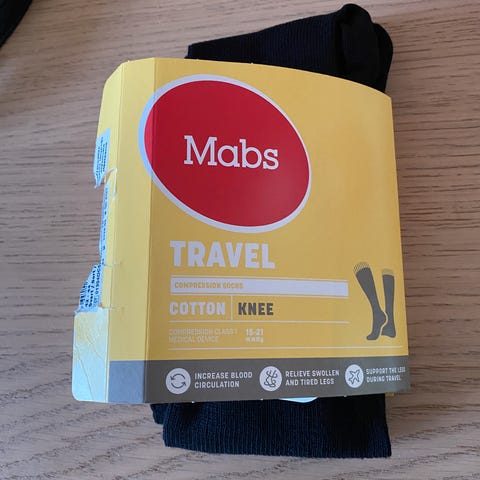 Mabs
TRAVEL
COMPRESSION SOCKS
COTTON KNEE
COMPRESSION CLASS 1
MEDICAL DEVICE
15-21
mmHg
INCREASE BLOOD
CIRCULATION
RELIEVE SWOLLEN
AND TIRED LEGS
SUPPORT THE LEGS
DURING TRAVEL